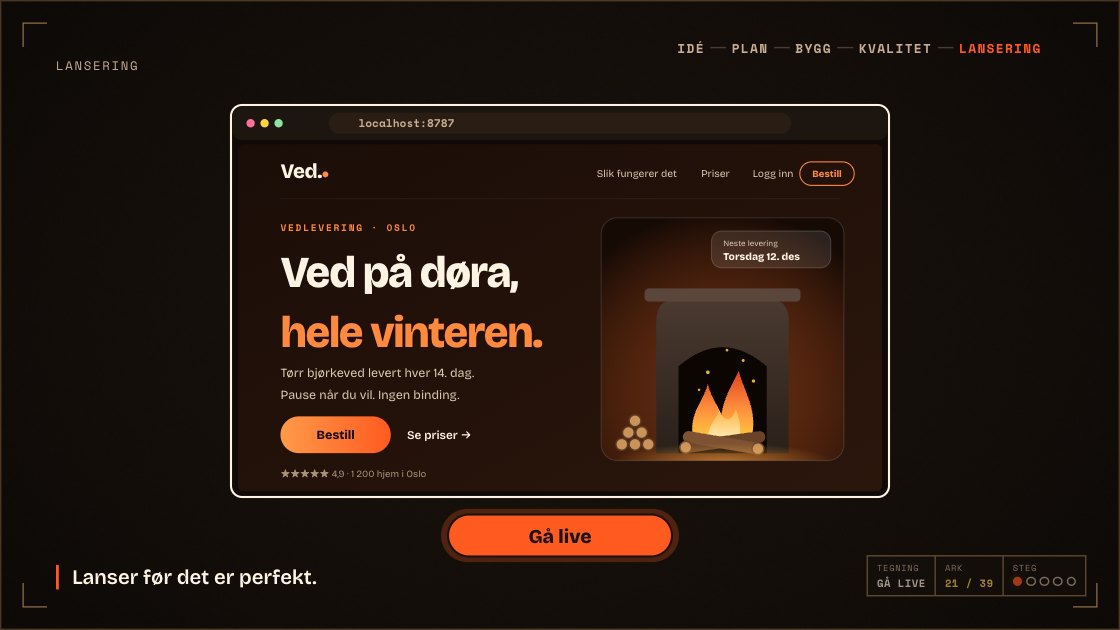 IDÉ — PLAN — BYGG — KVALITET — LANSERING
LANSERING
localhost:8787
Ved.
Slik fungerer det Priser Logg inn Bestill
VEDLEVERING · OSLO
Ved på døra,
hele vinteren.
Tørr bjørkeved levert hver 14. dag.
Pause når du vil. Ingen binding.
Bestill Se priser →
★★★★★ 4,9 · 1 200 hjem i Oslo
Neste levering
Torsdag 12. des
Gå live
Lanser før det er perfekt.
TEGNING ARK STEG
GÅ LIVE 21 / 39